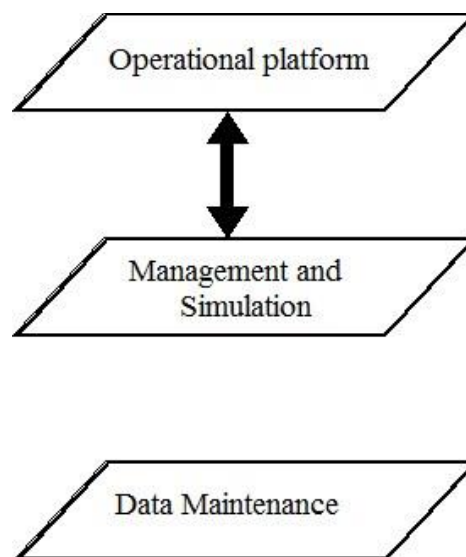 Operational platform
Management and
Simulation
Data Maintenance